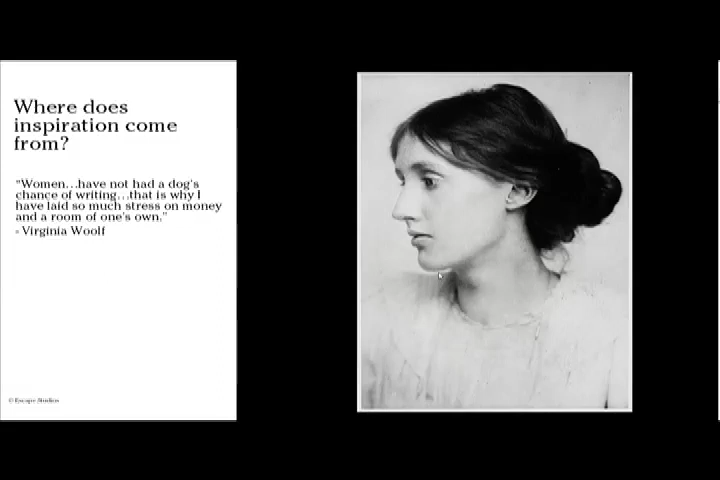 Where does
inspiration come
from?
"Women...have not had a dog's
chance of writing...that is why I
have laid so much stress on money
and a room of one's own."
- Virginia Woolf
© Escape Studios